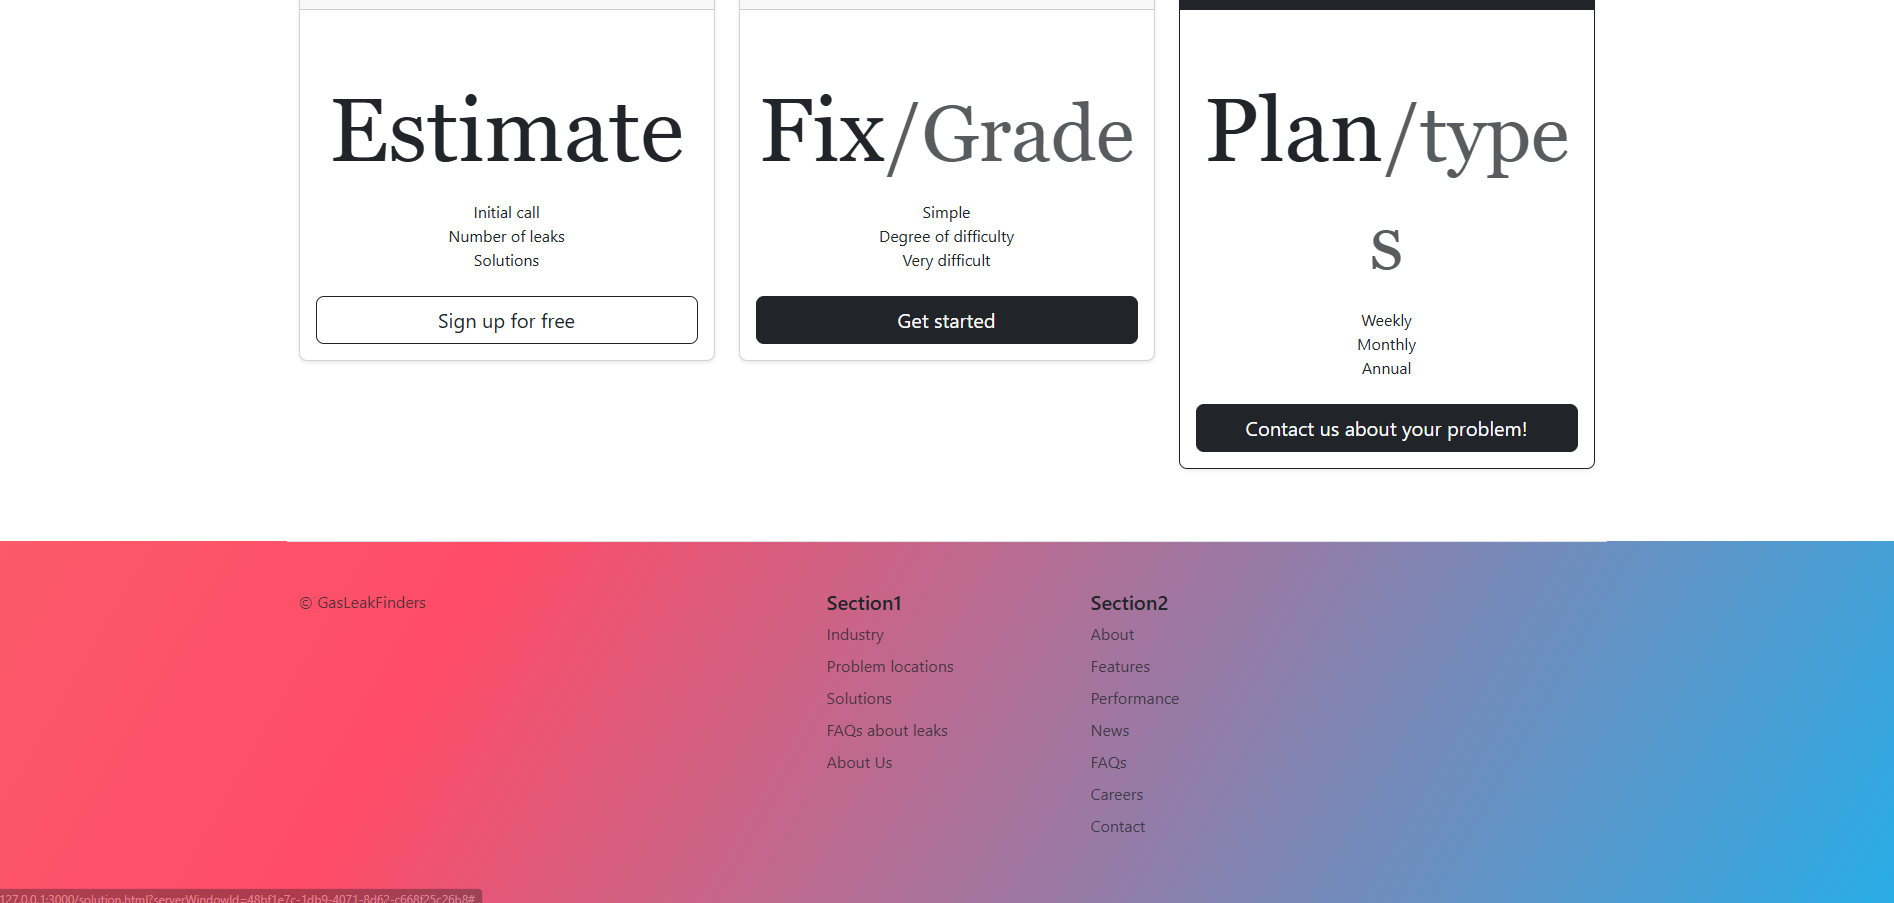 Estimate
Initial call
Number of leaks
Solutions
Sign up for free
Fix/Grade
Simple
Degree of difficulty
Very difficult
Get started
Plan/type
s
Weekly
Monthly
Annual
Contact us about your problem!
© GasLeakFinders
Section1
Industry
Problem locations
Solutions
FAQs about leaks
About Us
Section2
About
Features
Performance
News
FAQs
Careers
Contact
127.0.0.1:3000/solution.html?serverWindowId=48bf1e7c-1db9-4071-8d62-c668f25c26b8#